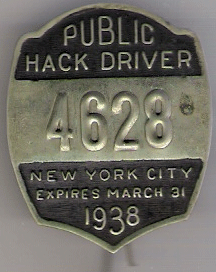 PUBLIC
HACK DRIVER
4628
NEW YORK CITY
EXPIRES MARCH 31
1938